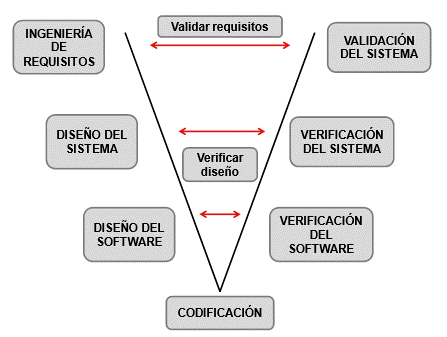 INGENIERÍA
DE
REQUISITOS
Validar requisitos
VALIDACIÓN
DEL SISTEMA
DISEÑO DEL
SISTEMA
Verificar
diseño
VERIFICACIÓN
DEL SISTEMA
DISEÑO DEL
SOFTWARE
VERIFICACIÓN
DEL
SOFTWARE
CODIFICACIÓN